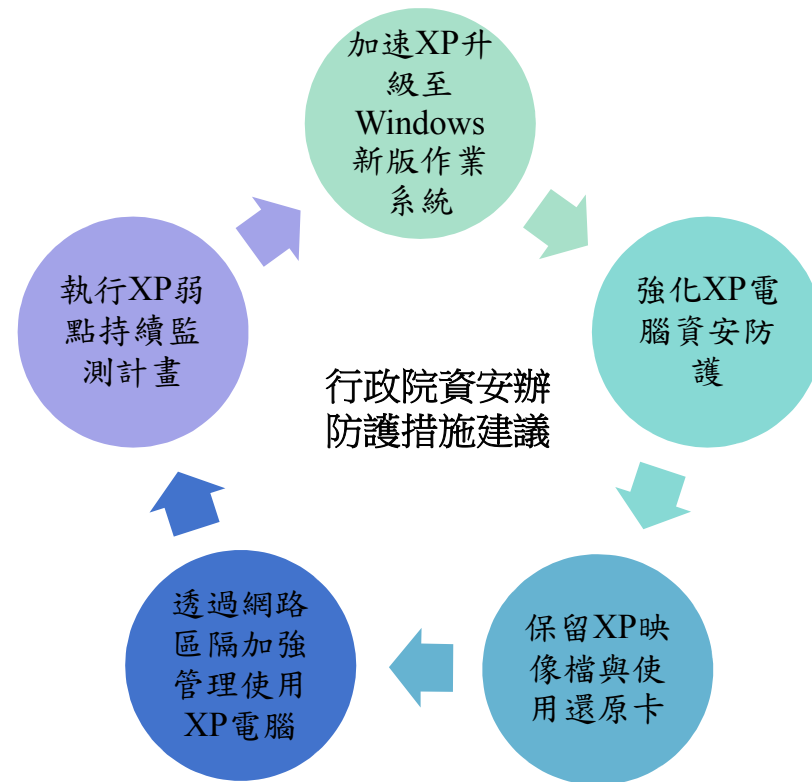 加速XP升
級至
Windows
新版作業
系統
強化XP電
腦資安防
護
保留XP映
像檔與使
用還原卡
透過網路
區隔加強
管理使用
XP電腦
執行XP弱
點持續監
測計畫
行政院資安辦
防護措施建議